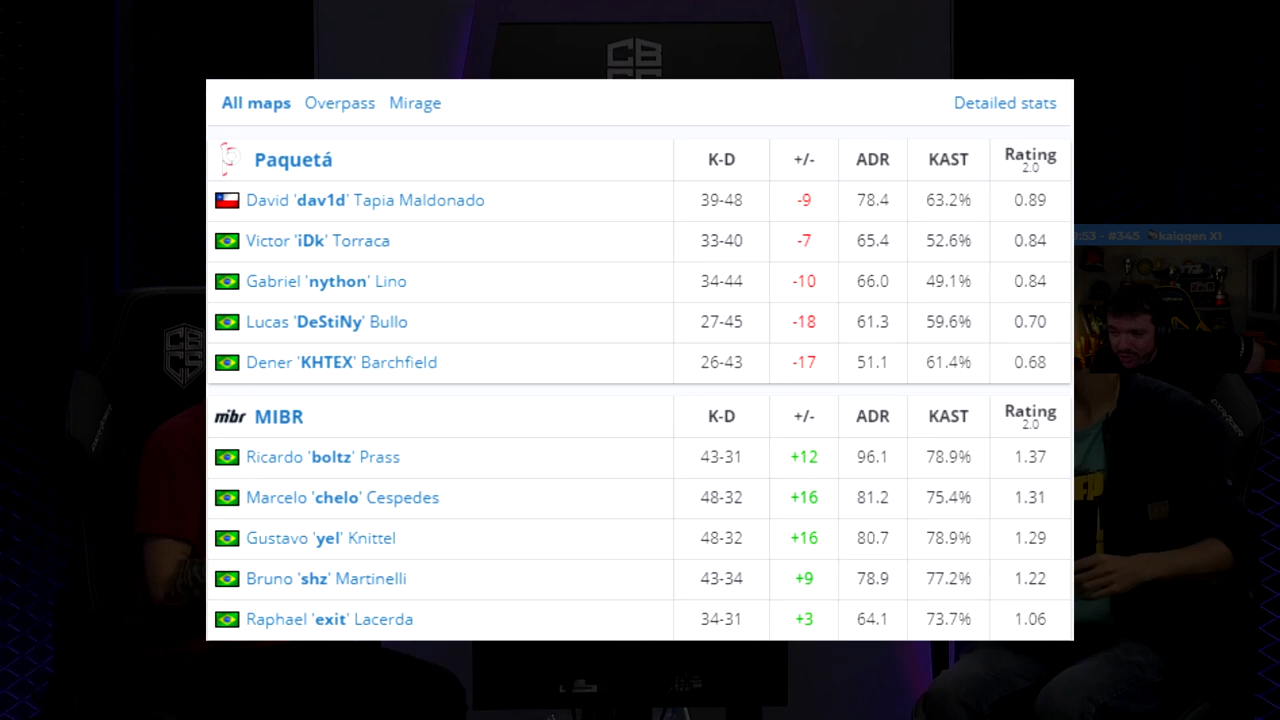 CB
CS
All maps Overpass Mirage Detailed stats
Paquetá K-D +/- ADR KAST Rating 2.0
David 'dav1d' Tapia Maldonado 39-48 -9 78.4 63.2% 0.89
Victor 'iDk' Torraca 33-40 -7 65.4 52.6% 0.84
:53 - #345 kaiqqen X1
Gabriel 'nython' Lino 34-44 -10 66.0 49.1% 0.84
Lucas 'DeStiNy' Bullo 27-45 -18 61.3 59.6% 0.70
Dener 'KHTEX' Barchfield 26-43 -17 51.1 61.4% 0.68
mibr MIBR K-D +/- ADR KAST Rating 2.0
Ricardo 'boltz' Prass 43-31 +12 96.1 78.9% 1.37
Marcelo 'chelo' Cespedes 48-32 +16 81.2 75.4% 1.31
Gustavo 'yel' Knittel 48-32 +16 80.7 78.9% 1.29
Bruno 'shz' Martinelli 43-34 +9 78.9 77.2% 1.22
Raphael 'exit' Lacerda 34-31 +3 64.1 73.7% 1.06